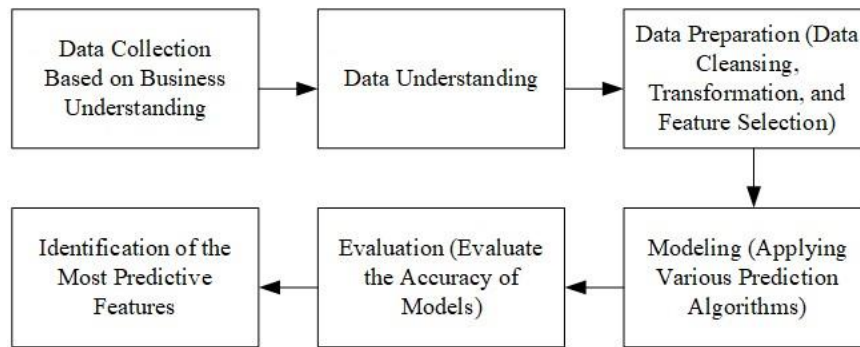 Data Collection
Based on Business
Understanding
Data Understanding
Data Preparation (Data
Cleansing,
Transformation, and
Feature Selection)
Modeling (Applying
Various Prediction
Algorithms)
Evaluation (Evaluate
the Accuracy of
Models)
Identification of the
Most Predictive
Features